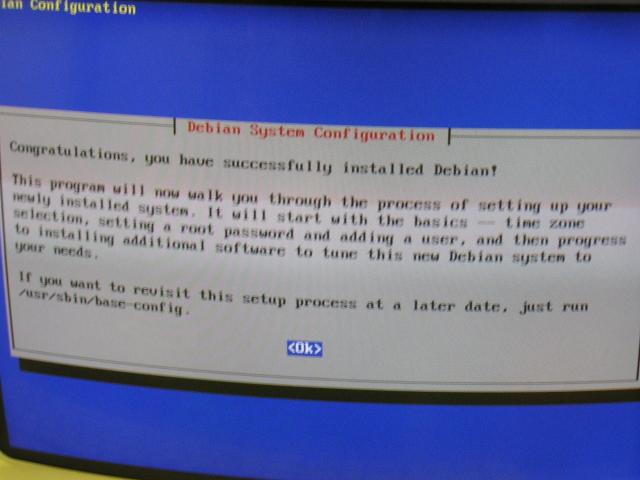 ian Configuration
Debian System Configuration
Congratulations, you have successfully installed Debian!
This program will now walk you through the process of setting up your
newly installed system. It will start with the basics -- time zone
selection, setting a root password and adding a user, and then progress
to installing additional software to tune this new Debian system to
your needs.
If you want to revisit this setup process at a later date, just run
/usr/sbin/base-config.
<Ok>